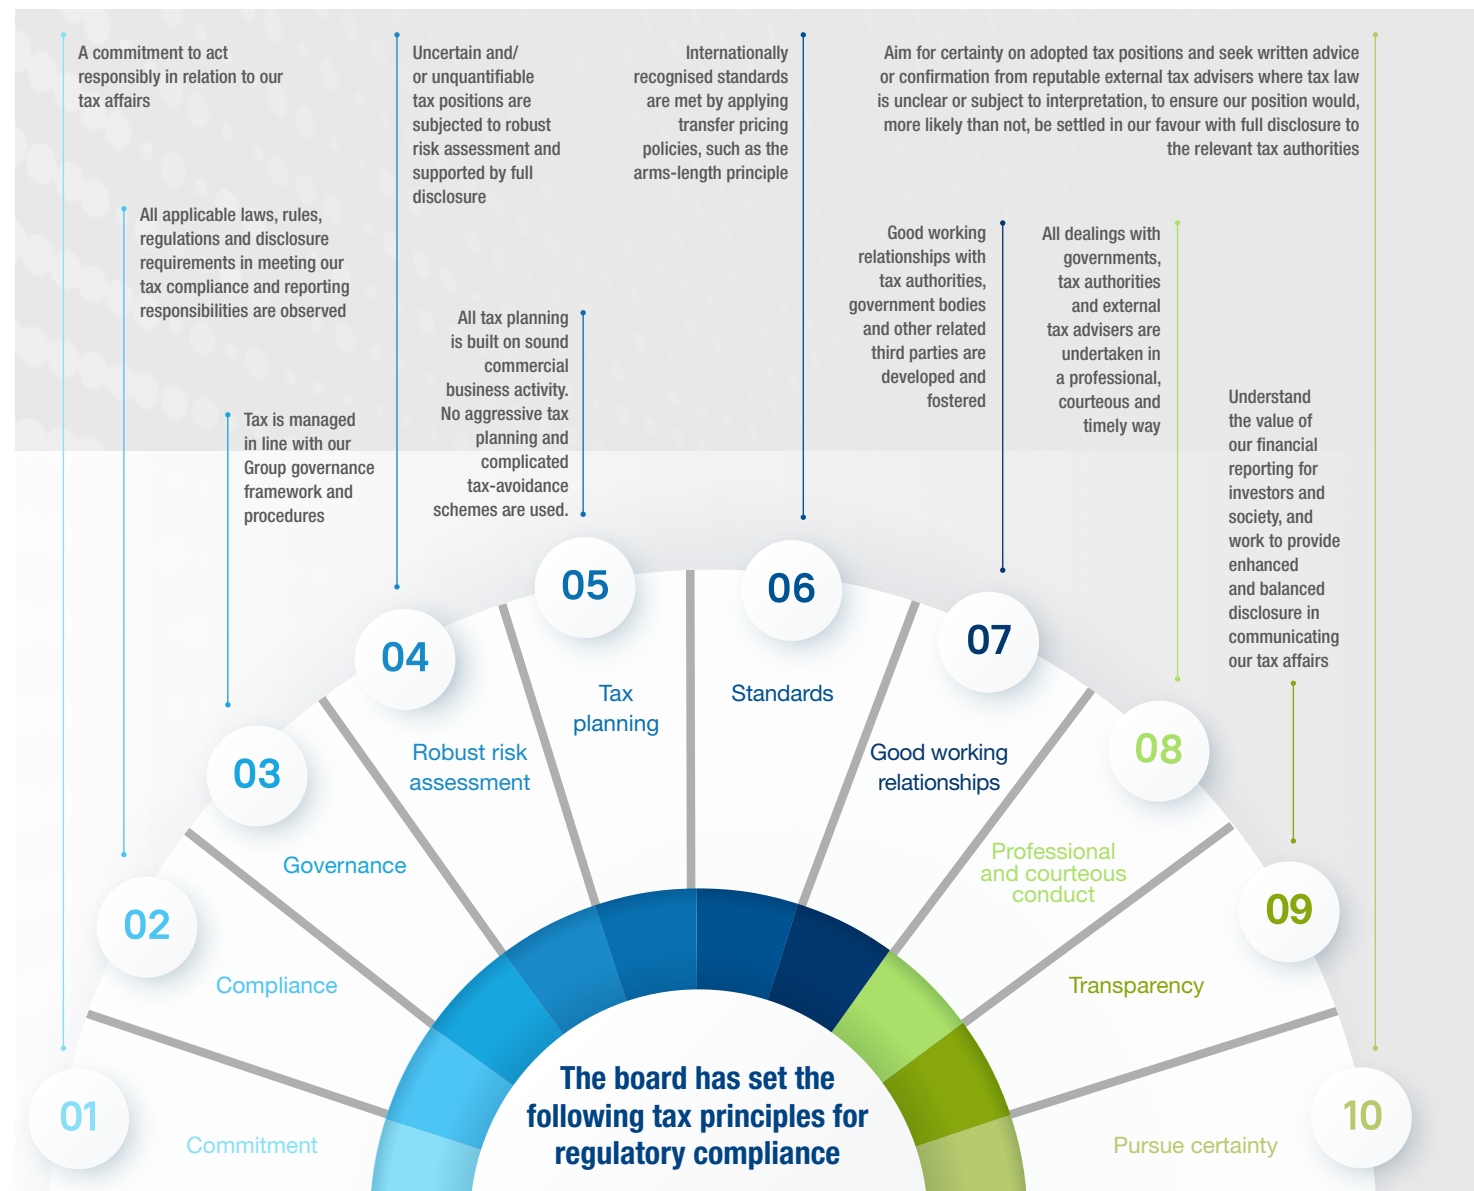 A commitment to act
responsibly in relation to our
tax affairs
Uncertain and/
or unquantifiable
tax positions are
subjected to robust
risk assessment and
supported by full
disclosure
Internationally
recognised standards
are met by applying
transfer pricing
policies, such as the
arms-length principle
Aim for certainty on adopted tax positions and seek written advice
or confirmation from reputable external tax advisers where tax law
is unclear or subject to interpretation, to ensure our position would,
more likely than not, be settled in our favour with full disclosure to
the relevant tax authorities
All applicable laws, rules,
regulations and disclosure
requirements in meeting our
tax compliance and reporting
responsibilities are observed
Good working
relationships with
tax authorities,
government bodies
and other related
third parties are
developed and
fostered
All dealings with
governments,
tax authorities
and external
tax advisers are
undertaken in
a professional,
courteous and
timely way
All tax planning
is built on sound
commercial
business activity.
No aggressive tax
planning and
complicated
tax-avoidance
schemes are used.
Understand
the value of
our financial
reporting for
investors and
society, and
work to provide
enhanced
and balanced
disclosure in
communicating
our tax affairs
Tax is managed
in line with our
Group governance
framework and
procedures
01
Commitment
02
Compliance
03
Governance
04
Robust risk
assessment
05
Tax
planning
06
Standards
07
Good working
relationships
08
Professional
and courteous
conduct
09
Transparency
10
Pursue certainty
The board has set the
following tax principles for
regulatory compliance